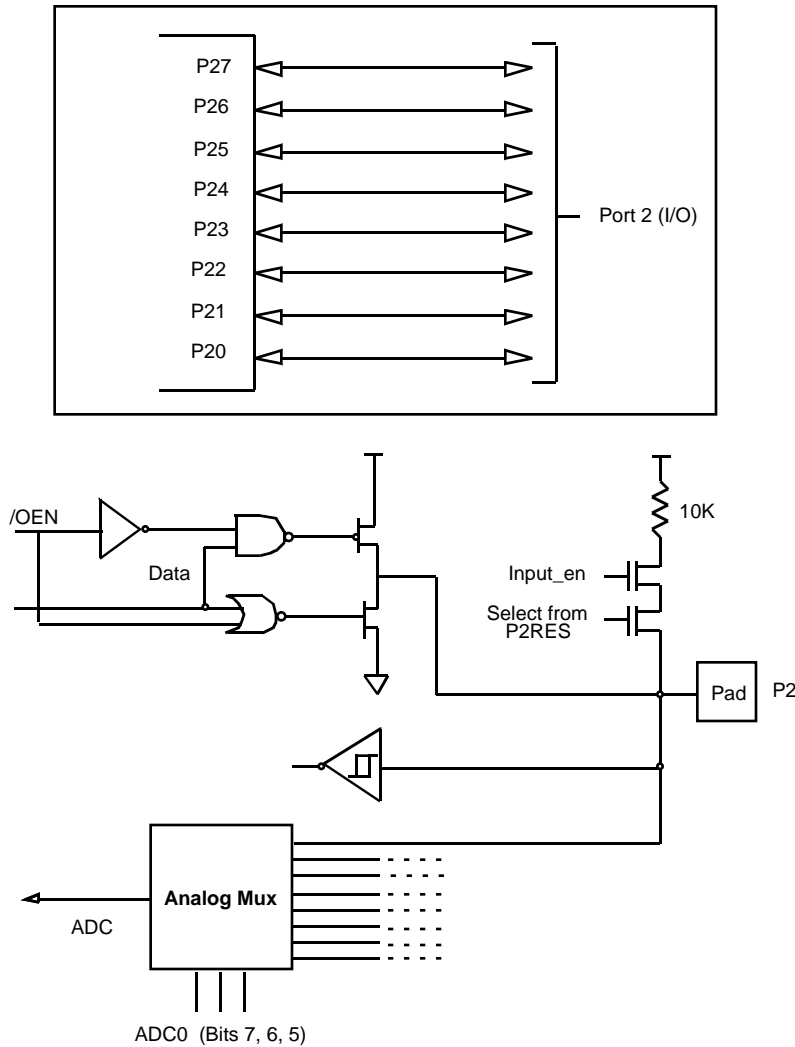 P27
P26
P25
P24
P23
P22
P21
P20
Port 2 (I/O)
/OEN
Data
10K
Input_en
Select from
P2RES
Pad
P2
Analog Mux
ADC
ADC0 (Bits 7, 6, 5)